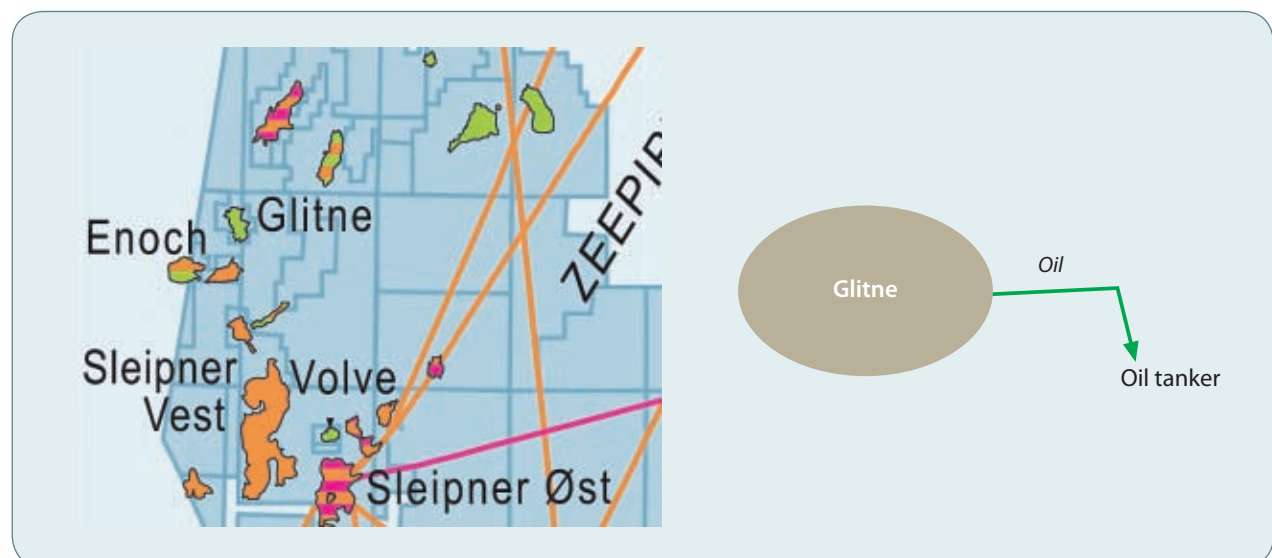 Glitne
Enoch
ZEEPIP
Sleipner
Vest
Volve
Sleipner Øst
Glitne
Oil
Oil tanker